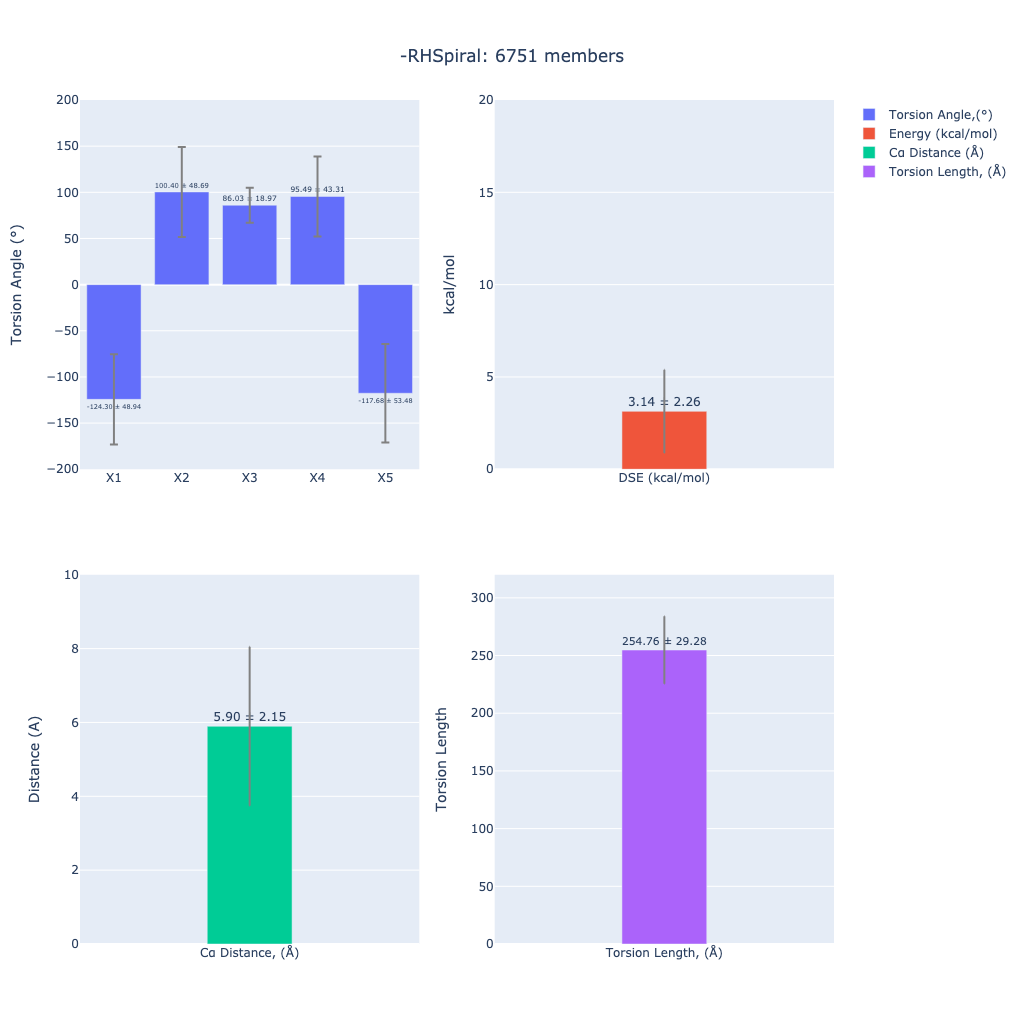 -RHSpiral: 6751 members
Torsion Angle,(°)
Energy (kcal/mol)
Cα Distance (Å)
Torsion Length, (Å)
Torsion Angle (°)
200
150
100
50
0
−50
−100
−150
−200
-124.30 ± 48.94
100.40 ± 48.69
86.03 ± 18.97
95.49 ± 43.31
-117.68 ± 53.48
X1 X2 X3 X4 X5
kcal/mol
20
15
10
5
0
3.14 ± 2.26
DSE (kcal/mol)
Distance (A)
10
8
6
4
2
0
5.90 ± 2.15
Cα Distance, (Å)
Torsion Length
300
250
200
150
100
50
0
254.76 ± 29.28
Torsion Length, (Å)